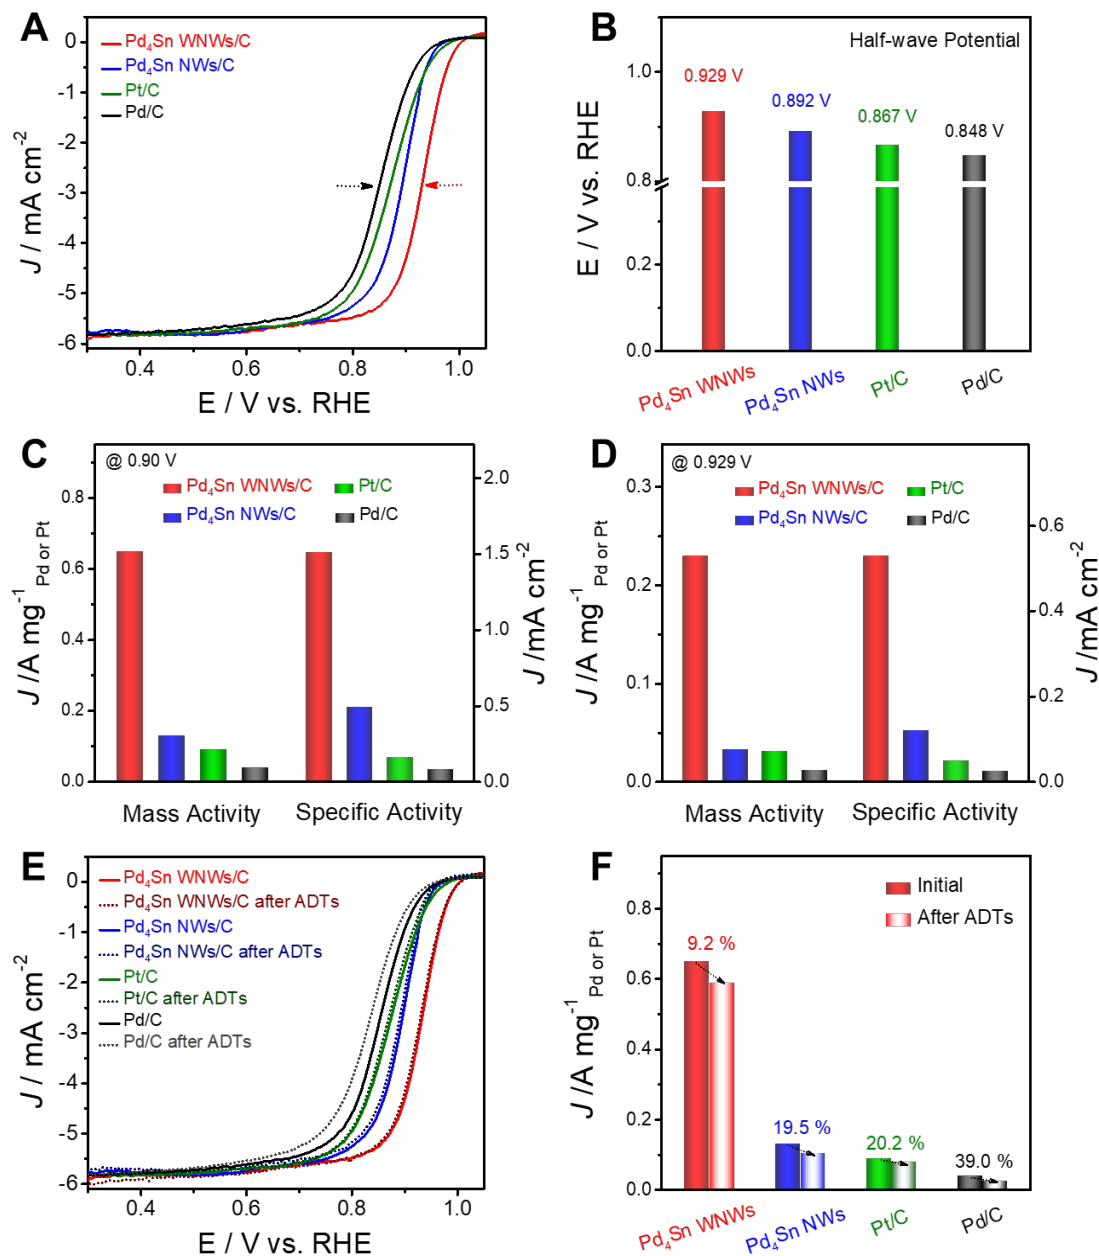 A
Pd₄Sn WNWs/C
Pd₄Sn NWs/C
Pt/C
Pd/C
J / mA cm⁻²
0
-1
-2
-3
-4
-5
-6
0.4 0.6 0.8 1.0
E / V vs. RHE
B
Half-wave Potential
E / V vs. RHE
1.0
0.8
0.2
0.0
0.929 V
0.892 V
0.867 V
0.848 V
Pd₄Sn WNWs
Pd₄Sn NWs
Pt/C
Pd/C
C
@ 0.90 V
Pd₄Sn WNWs/C
Pt/C
Pd₄Sn NWs/C
Pd/C
J /A mg⁻¹ Pd or Pt
0.8
0.6
0.4
0.2
0.0
2.0
1.5
1.0
0.5
0.0
J /mA cm⁻²
Mass Activity
Specific Activity
D
@ 0.929 V
Pd₄Sn WNWs/C
Pt/C
Pd₄Sn NWs/C
Pd/C
J /A mg⁻¹ Pd or Pt
0.3
0.2
0.1
0.0
0.6
0.4
0.2
0.0
J /mA cm⁻²
Mass Activity
Specific Activity
E
Pd₄Sn WNWs/C
Pd₄Sn WNWs/C after ADTs
Pd₄Sn NWs/C
Pd₄Sn NWs/C after ADTs
Pt/C
Pt/C after ADTs
Pd/C
Pd/C after ADTs
J / mA cm⁻²
0
-1
-2
-3
-4
-5
-6
0.4 0.6 0.8 1.0
E / V vs. RHE
F
Initial
After ADTs
J /A mg⁻¹ Pd or Pt
0.8
0.6
0.4
0.2
0.0
9.2 %
19.5 %
20.2 %
39.0 %
Pd₄Sn WNWs
Pd₄Sn NWs
Pt/C
Pd/C